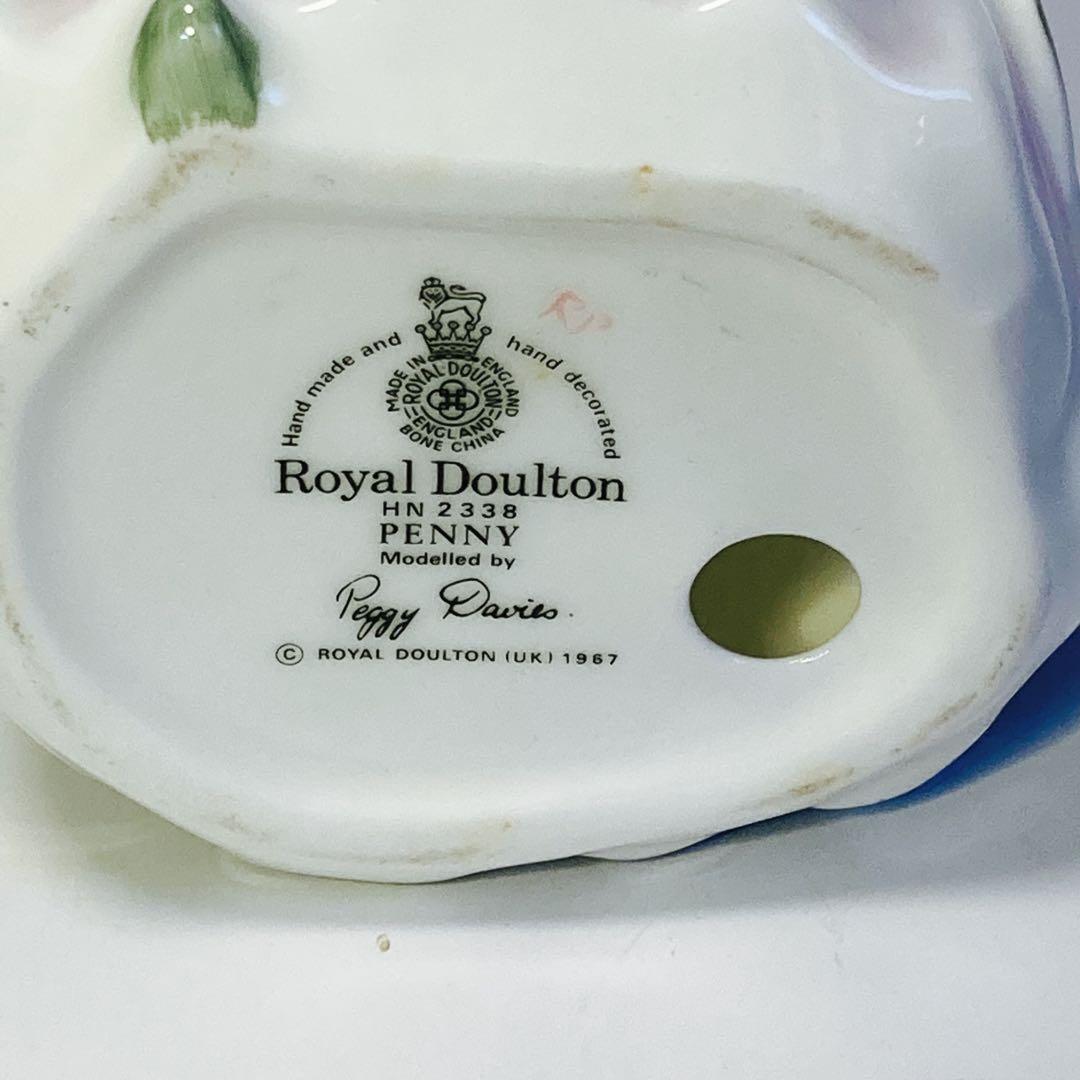 Hand made and hand decorated
MADE IN ENGLAND
ROYAL DOULTON
ENGLAND
BONE CHINA
Royal Doulton
HN 2338
PENNY
Modelled by
Peggy Davies.
© ROYAL DOULTON (UK) 1967